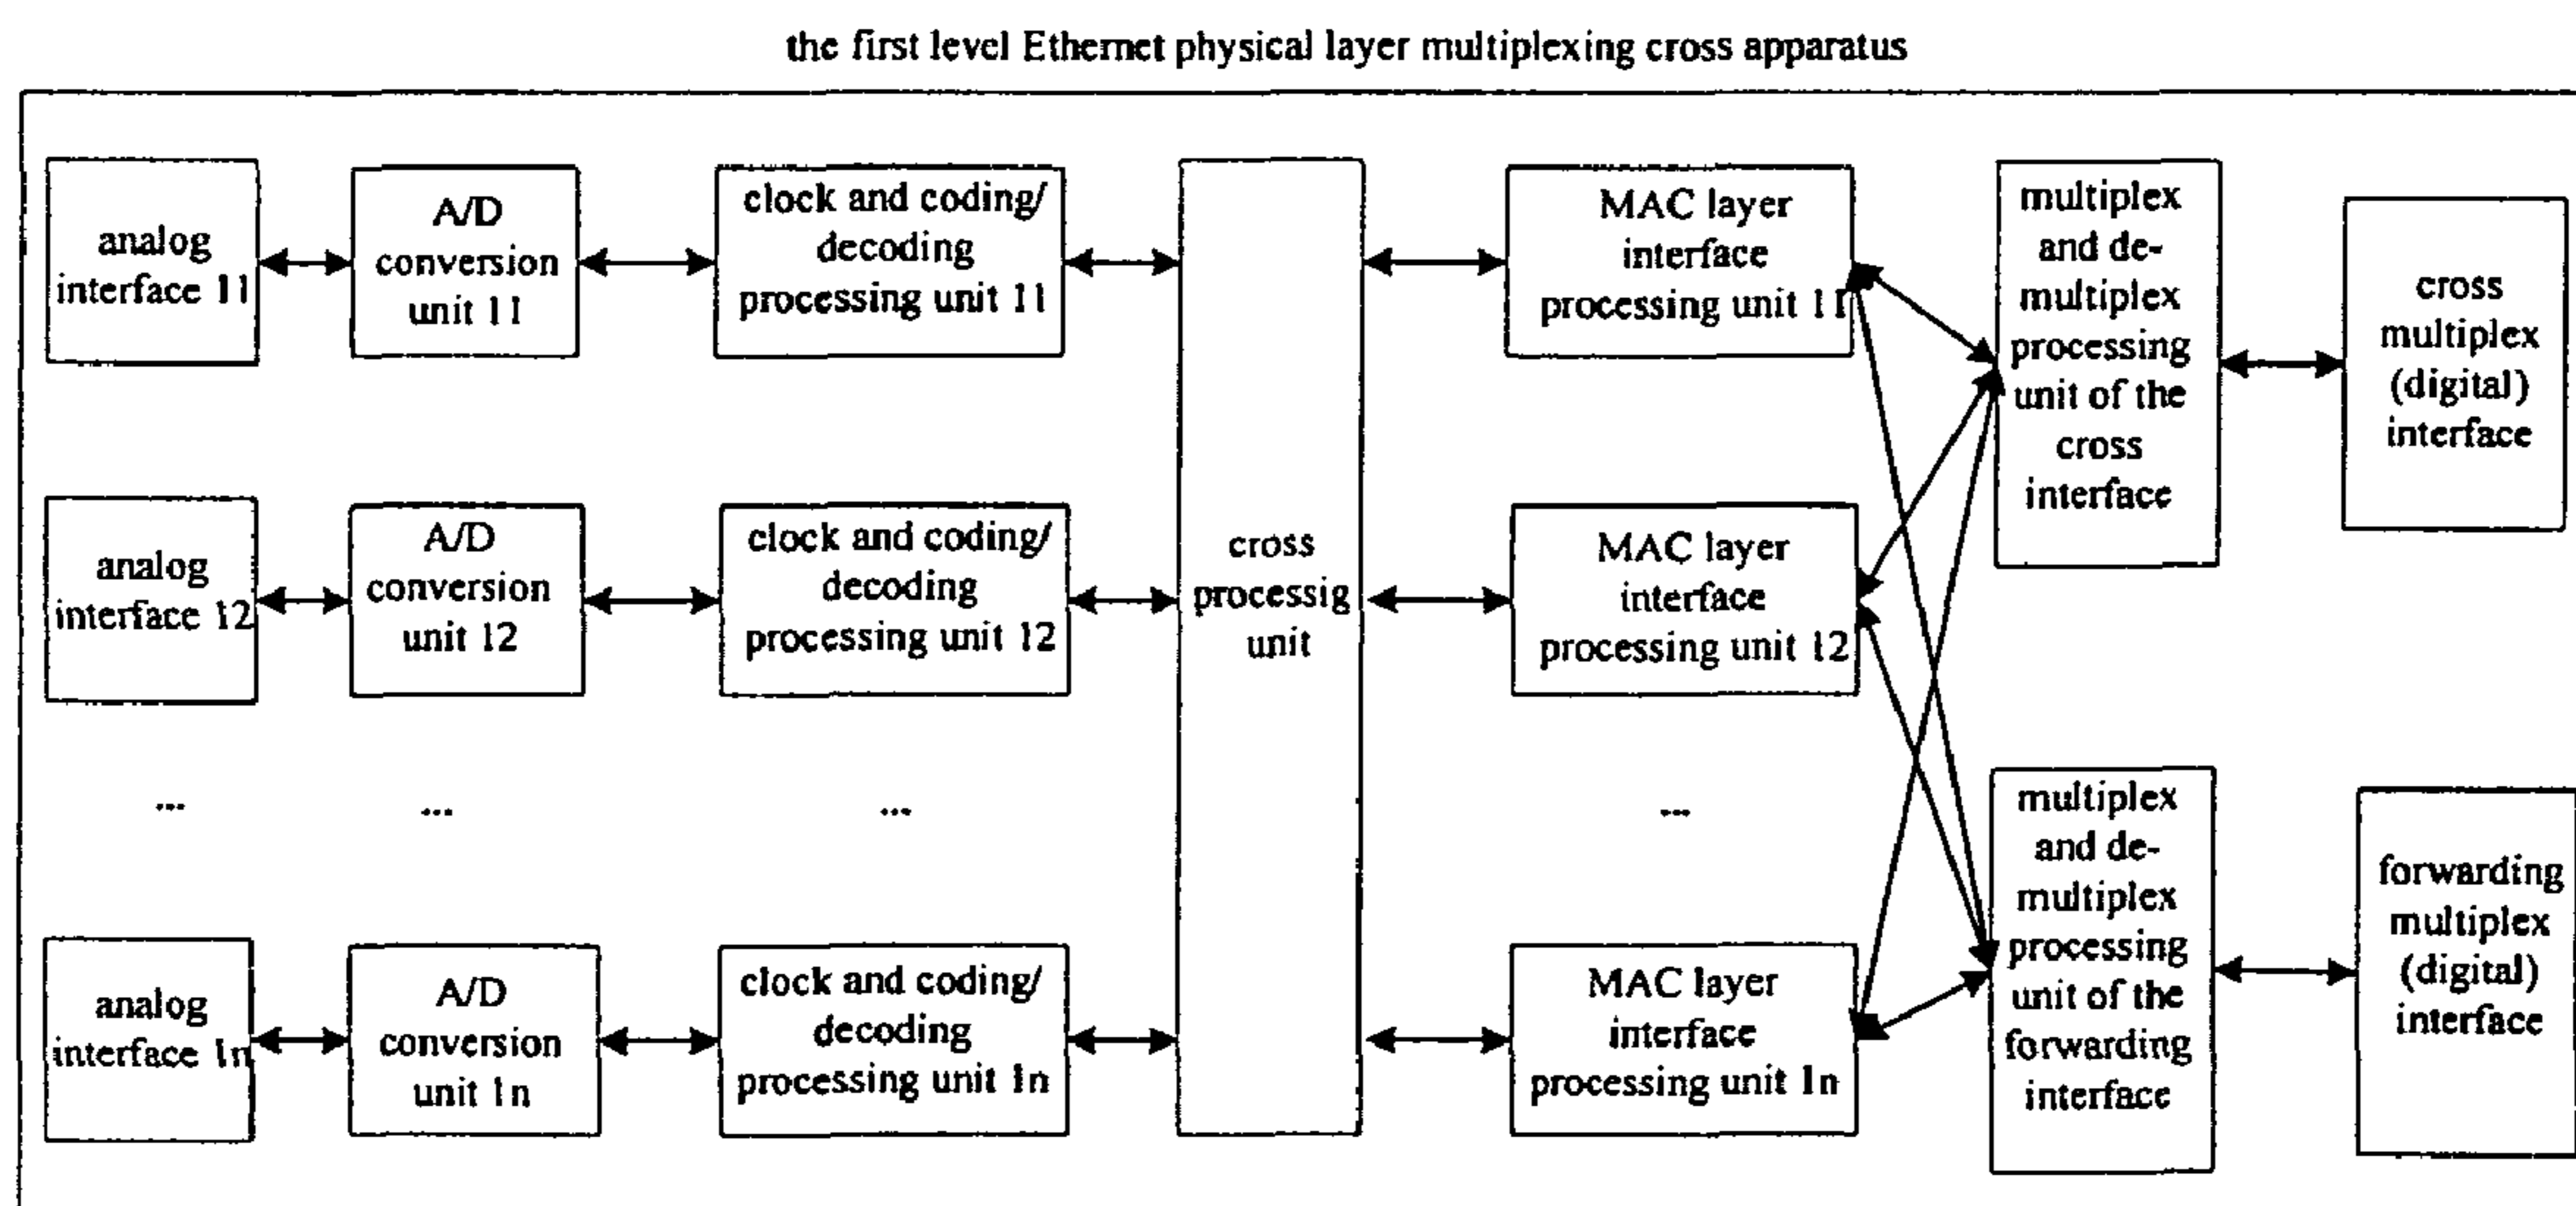 the first level Ethernet physical layer multiplexing cross apparatus
analog
interface 11
A/D
conversion
unit 11
clock and coding/
decoding
processing unit 11
MAC layer
interface
processing unit 11
multiplex
and de-
multiplex
processing
unit of the
cross
interface
cross
multiplex
(digital)
interface
analog
interface 12
A/D
conversion
unit 12
clock and coding/
decoding
processing unit 12
cross
processig
unit
MAC layer
interface
processing unit 12
...
...
...
...
analog
interface 1n
A/D
conversion
unit 1n
clock and coding/
decoding
processing unit 1n
MAC layer
interface
processing unit 1n
multiplex
and de-
multiplex
processing
unit of the
forwarding
interface
forwarding
multiplex
(digital)
interface